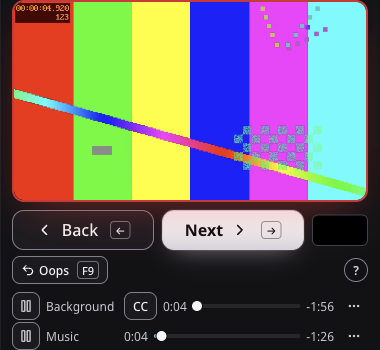 00:00:04.920
123
Back ←
Next →
Oops F9
?
Background CC 0:04 -1:56 ...
Music 0:04 -1:26 ...